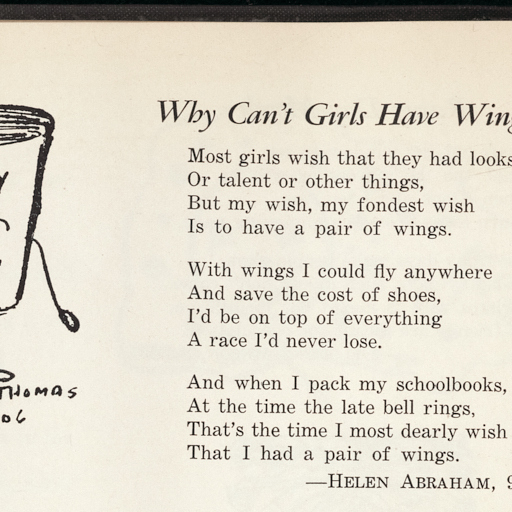 Why Can't Girls Have Wing
Most girls wish that they had looks
Or talent or other things,
But my wish, my fondest wish
Is to have a pair of wings.
With wings I could fly anywhere
And save the cost of shoes,
I'd be on top of everything
A race I'd never lose.
And when I pack my schoolbooks,
At the time the late bell rings,
That's the time I most dearly wish
That I had a pair of wings.
—HELEN ABRAHAM, 9
THOMAS
06